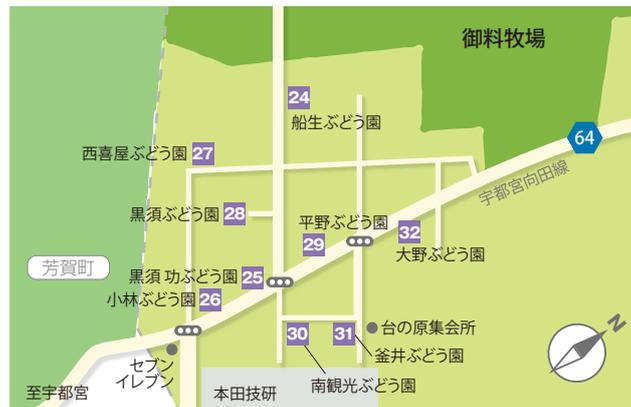 御料牧場
24
船生ぶどう園
64
西喜屋ぶどう園 27
宇都宮向田線
黒須ぶどう園 28
平野ぶどう園
29
32
大野ぶどう園
芳賀町
黒須 功ぶどう園 25
小林ぶどう園 26
30
31
台の原集会所
釜井ぶどう園
N
セブン
イレブン
南観光ぶどう園
至宇都宮
本田技研